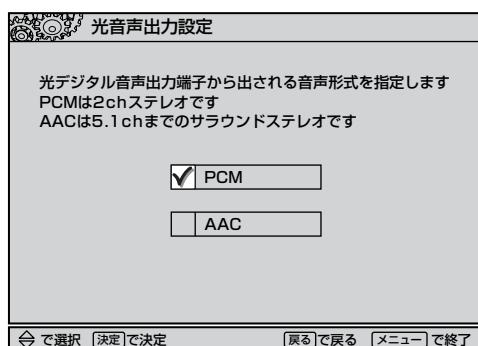 光音声出力設定
光デジタル音声出力端子から出される音声形式を指定します
PCMは2chステレオです
AACは5.1chまでのサラウンドステレオです
PCM
AAC
で選択 決定で決定 戻るで戻る メニューで終了